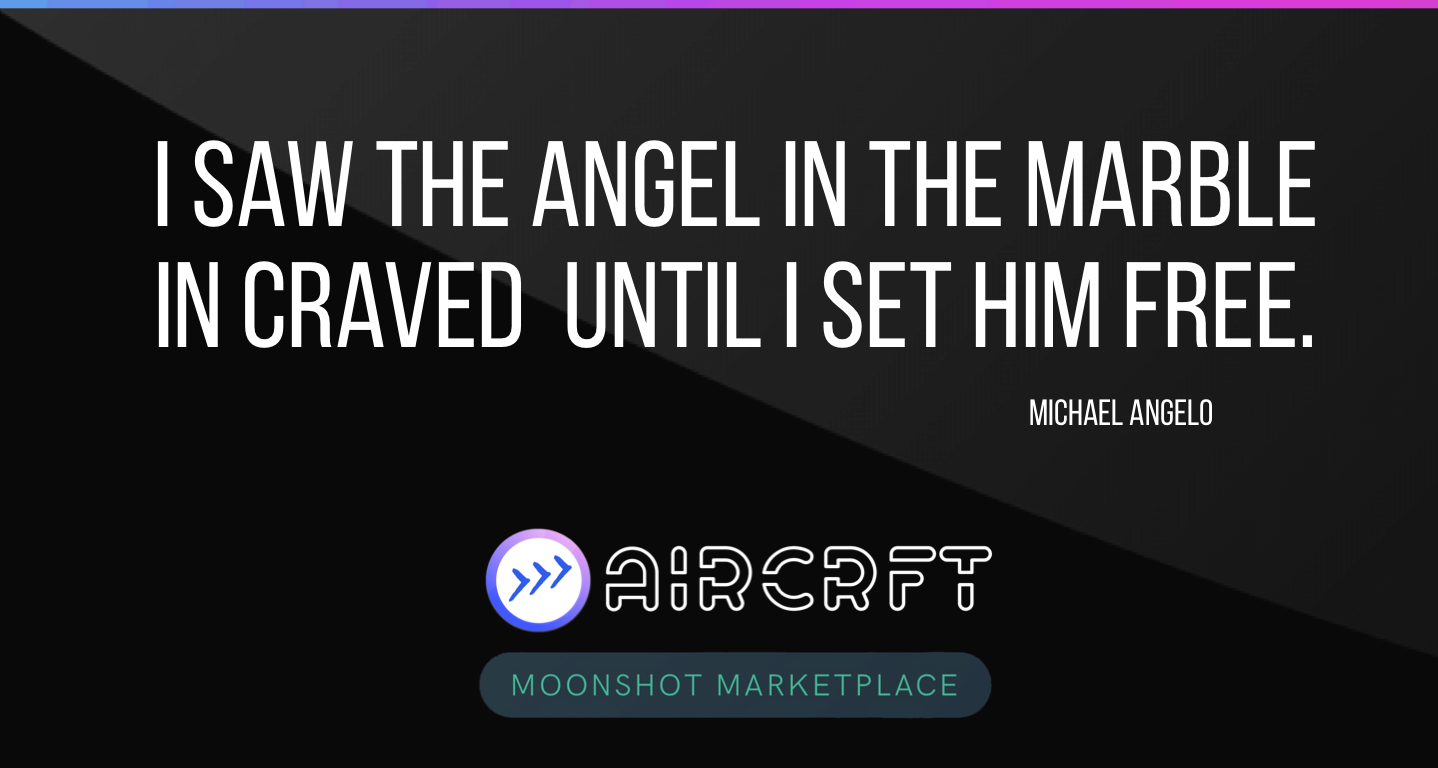 I SAW THE ANGEL IN THE MARBLE
IN CRAVED  UNTIL I SET HIM FREE.
MICHAEL ANGELO
AIRCRFT
MOONSHOT MARKETPLACE